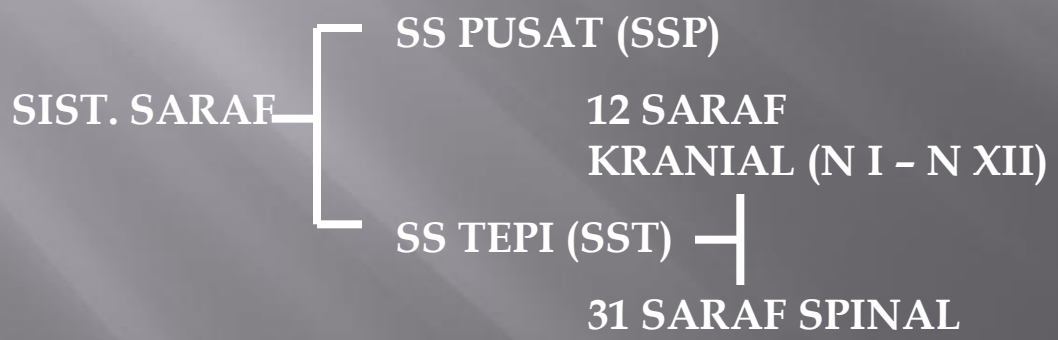 SS PUSAT (SSP)
SIST. SARAF
12 SARAF
KRANIAL (N I – N XII)
SS TEPI (SST)
31 SARAF SPINAL